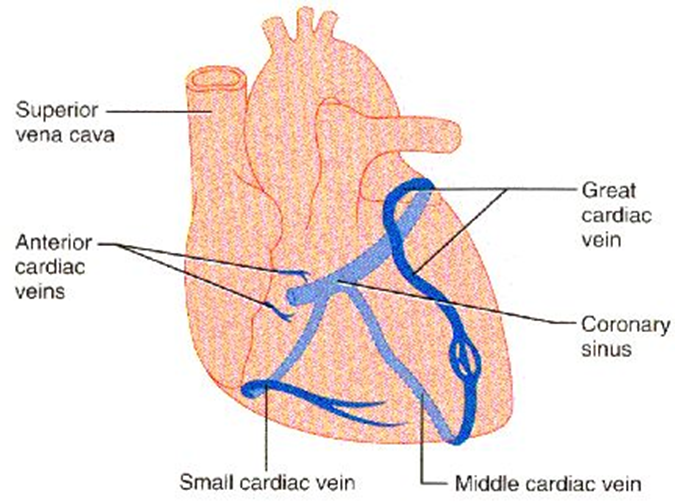 Superior
vena cava
Great
cardiac
vein
Anterior
cardiac
veins
Coronary
sinus
Small cardiac vein
Middle cardiac vein